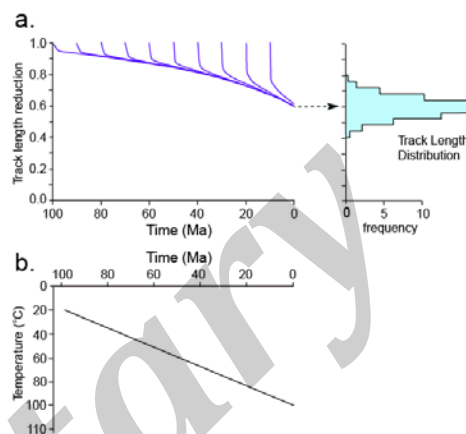 a.
1.0
0.8
0.6
0.4
0.2
0.0
Track length reduction
100 80 60 40 20 0
Time (Ma)
Track Length
Distribution
0 5 10
frequency
b.
Time (Ma)
100 80 60 40 20 0
0
20
40
60
80
100
110
Temperature (°C)
tary